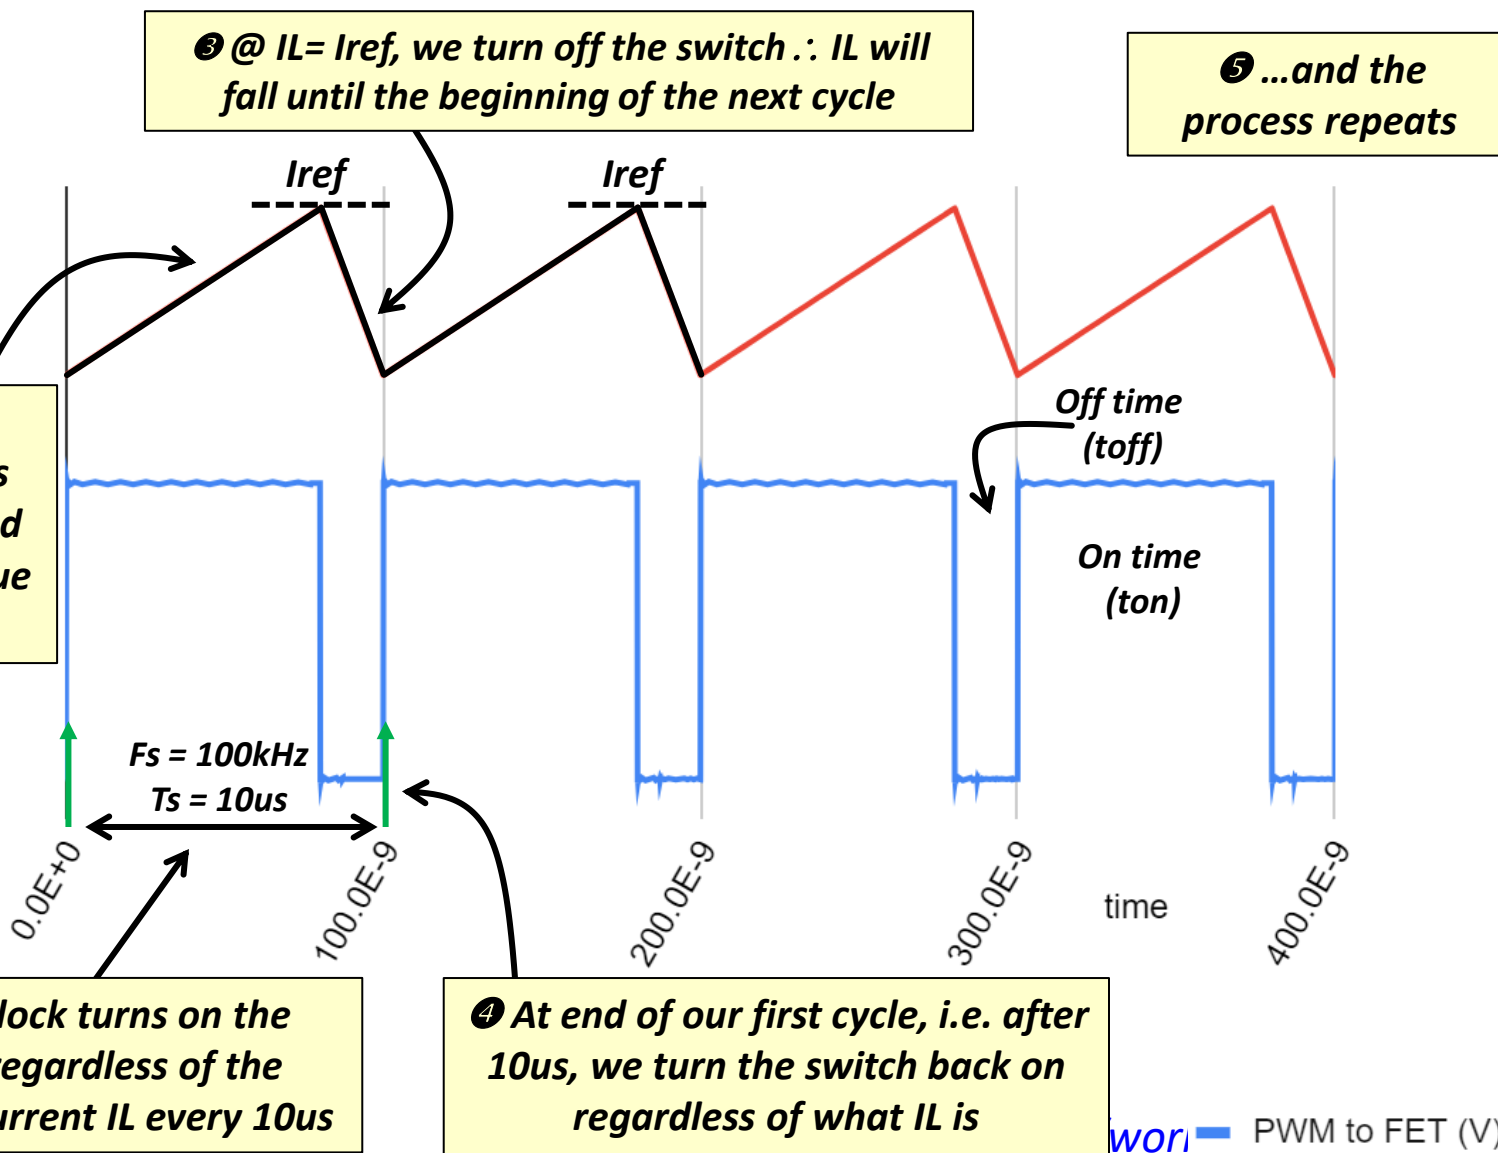 ❸ @ IL= Iref, we turn off the switch ∴ IL will
fall until the beginning of the next cycle
❺ ...and the
process repeats
Iref
Iref
Off time
(toff)
On time
(ton)
Fs = 100kHz
Ts = 10us
0.0E+0
100.0E-9
200.0E-9
300.0E-9
time
400.0E-9
lock turns on the
regardless of the
urrent IL every 10us
❹ At end of our first cycle, i.e. after
10us, we turn the switch back on
regardless of what IL is
PWM to FET (V)